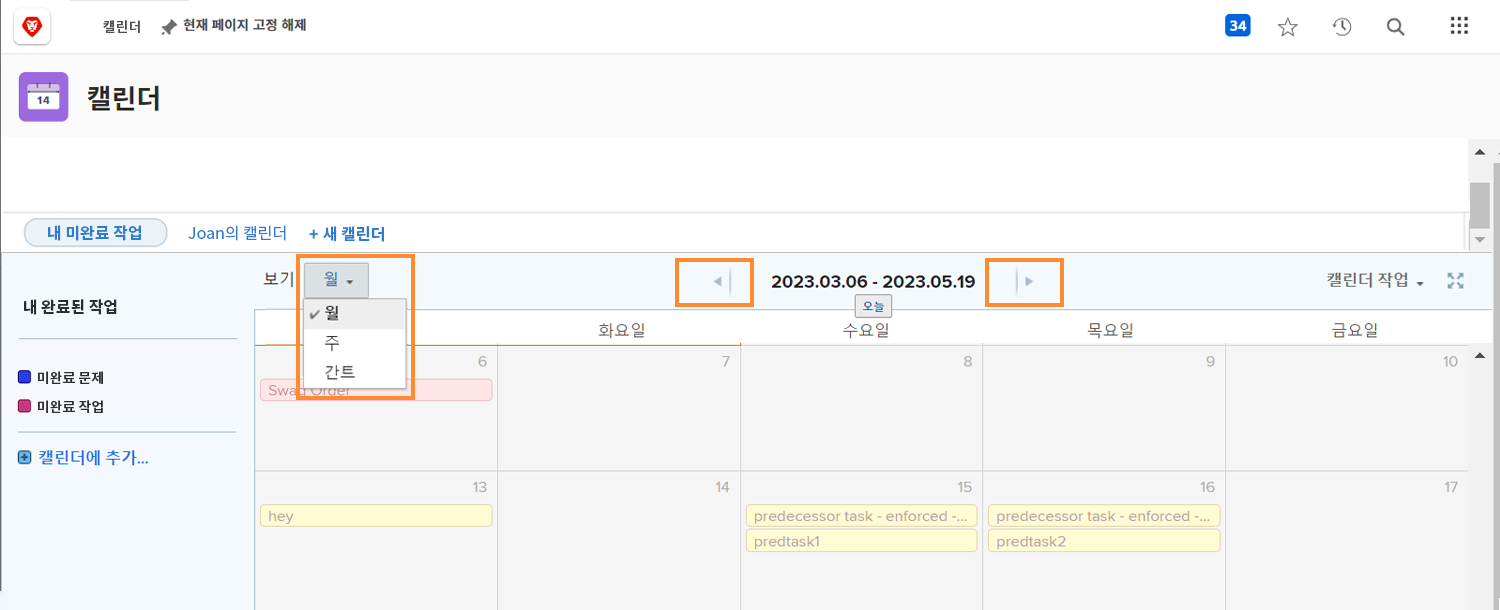 캘린더 현재 페이지 고정 해제 34
14 캘린더
내 미완료 작업 Joan의 캘린더 + 새 캘린더
보기 월 2023.03.06 - 2023.05.19 캘린더 작업
오늘
내 완료된 작업
미완료 문제
미완료 작업
캘린더에 추가...
✔ 월
주
간트
화요일 수요일 목요일 금요일
6 7 8 9 10
Swag Order
13 14 15 16 17
hey predecessor task - enforced -... predecessor task - enforced -...
predtask1 predtask2